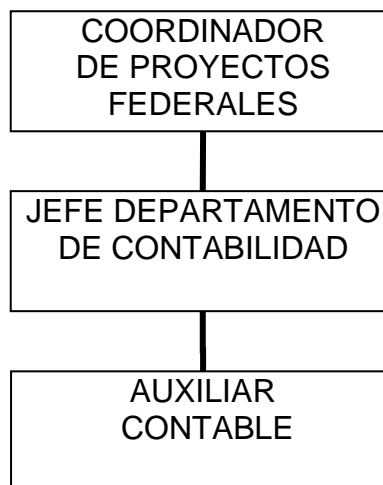 COORDINADOR
DE PROYECTOS
FEDERALES
JEFE DEPARTAMENTO
DE CONTABILIDAD
AUXILIAR
CONTABLE